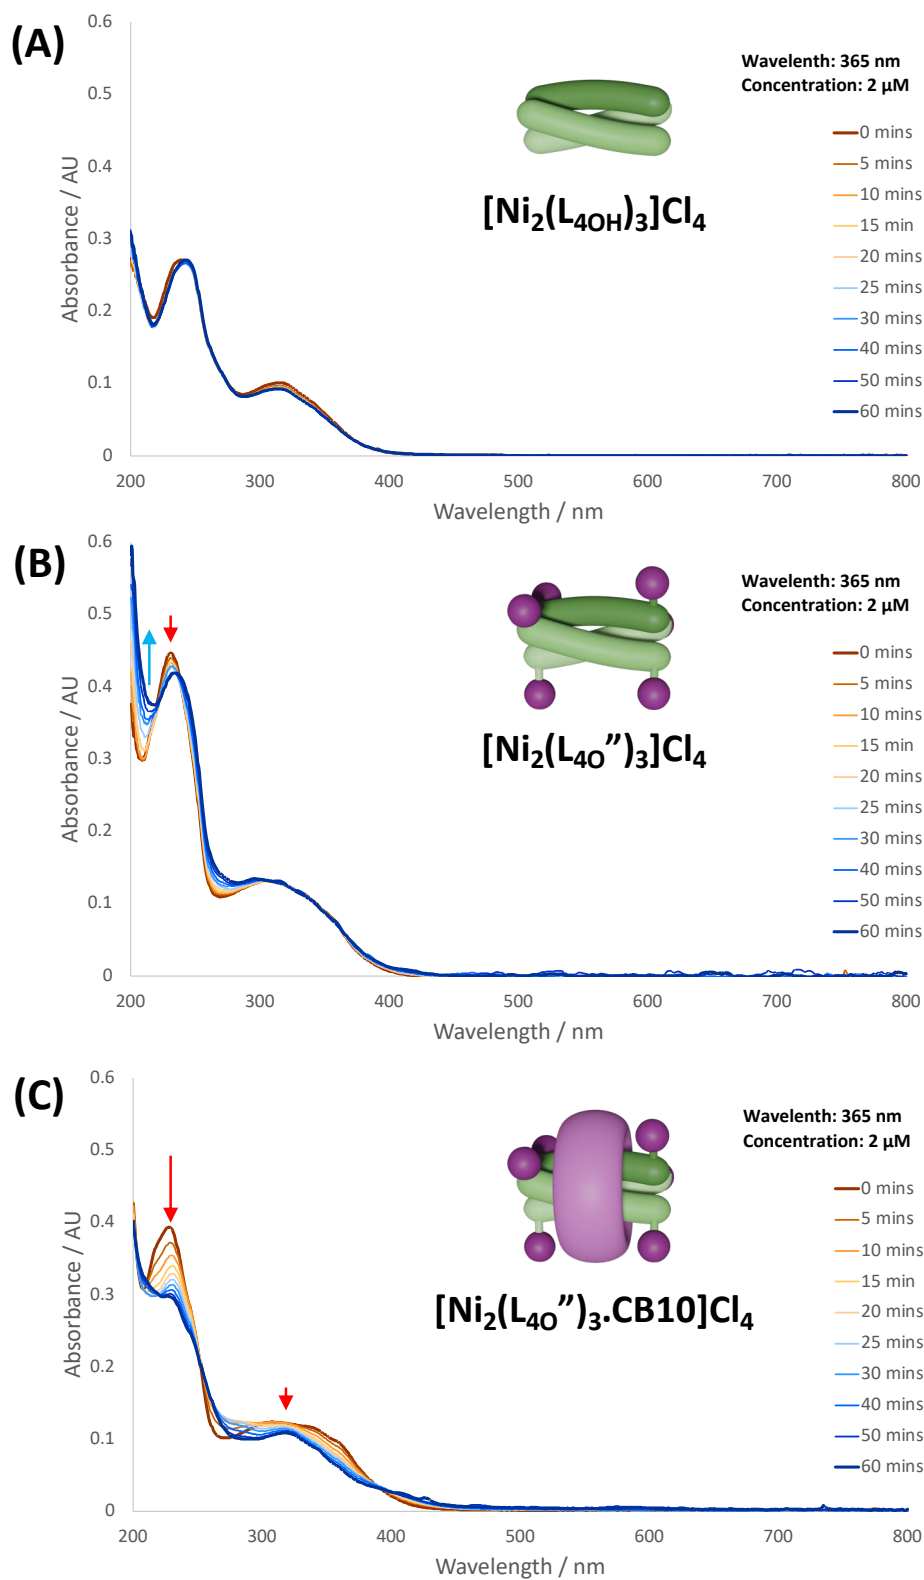 (A)
Wavelenth: 365 nm
Concentration: 2 µM
[Ni₂(L₄OH)₃]Cl₄
0 mins
5 mins
10 mins
15 min
20 mins
25 mins
30 mins
40 mins
50 mins
60 mins
Absorbance / AU
0.6
0.5
0.4
0.3
0.2
0.1
0
200
300
400
500
600
700
800
Wavelength / nm
(B)
Wavelenth: 365 nm
Concentration: 2 µM
[Ni₂(L₄O”)₃]Cl₄
0 mins
5 mins
10 mins
15 min
20 mins
25 mins
30 mins
40 mins
50 mins
60 mins
Absorbance / AU
0.6
0.5
0.4
0.3
0.2
0.1
0
200
300
400
500
600
700
800
Wavelength / nm
(C)
Wavelenth: 365 nm
Concentration: 2 µM
[Ni₂(L₄O”)₃.CB10]Cl₄
0 mins
5 mins
10 mins
15 min
20 mins
25 mins
30 mins
40 mins
50 mins
60 mins
Absorbance / AU
0.6
0.5
0.4
0.3
0.2
0.1
0
200
300
400
500
600
700
800
Wavelength / nm